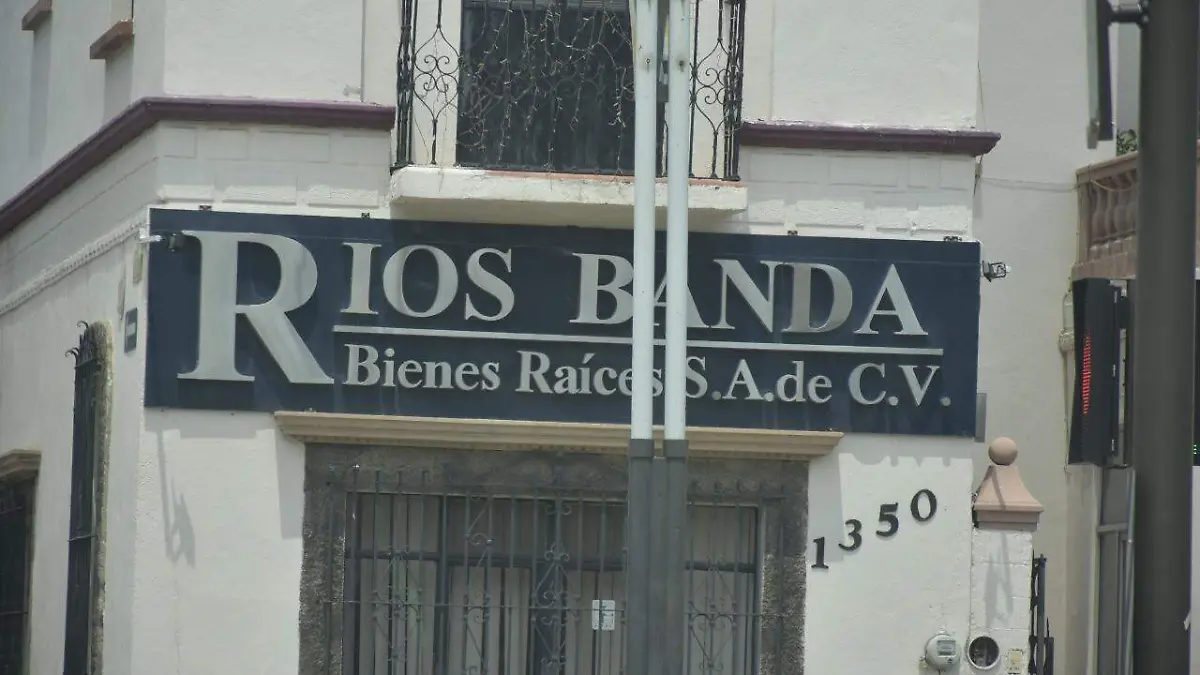 RIOS BANDA
Bienes Raíces S.A.de C.V.
1350